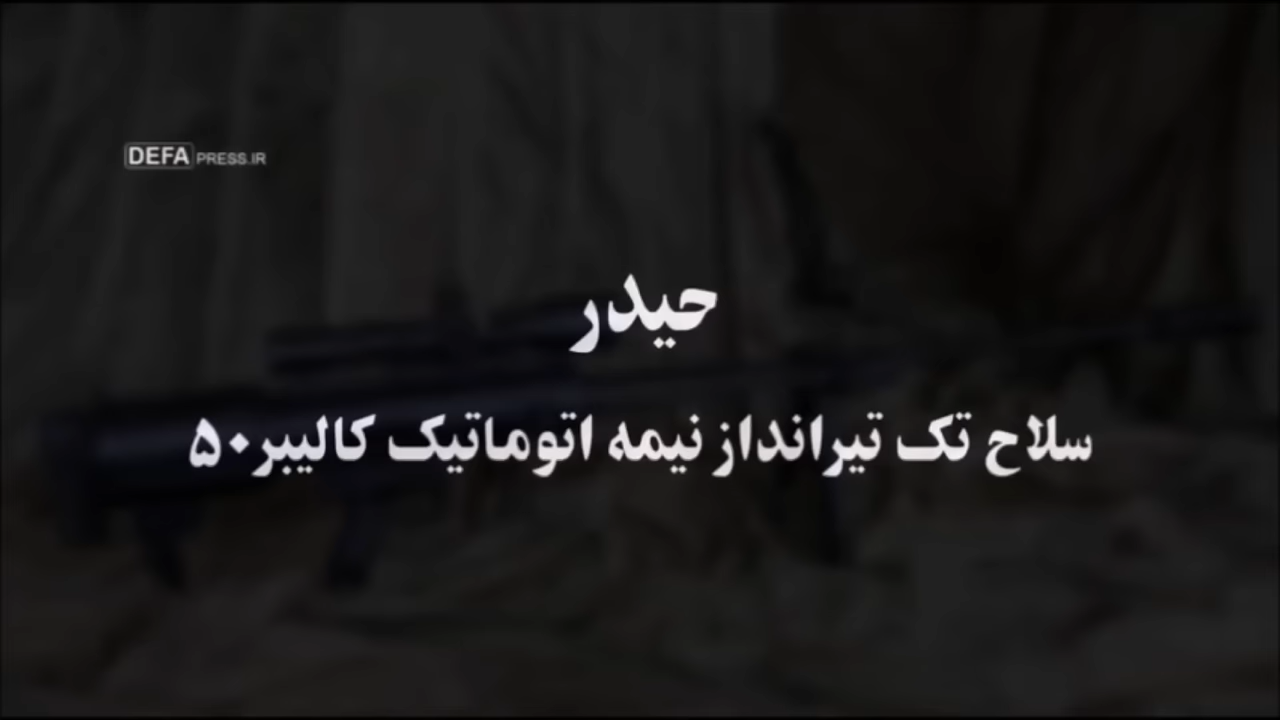 DEFA PRESS.IR
حیدر
سلاح تک تیرانداز نیمه اتوماتیک کالیبر۵۰